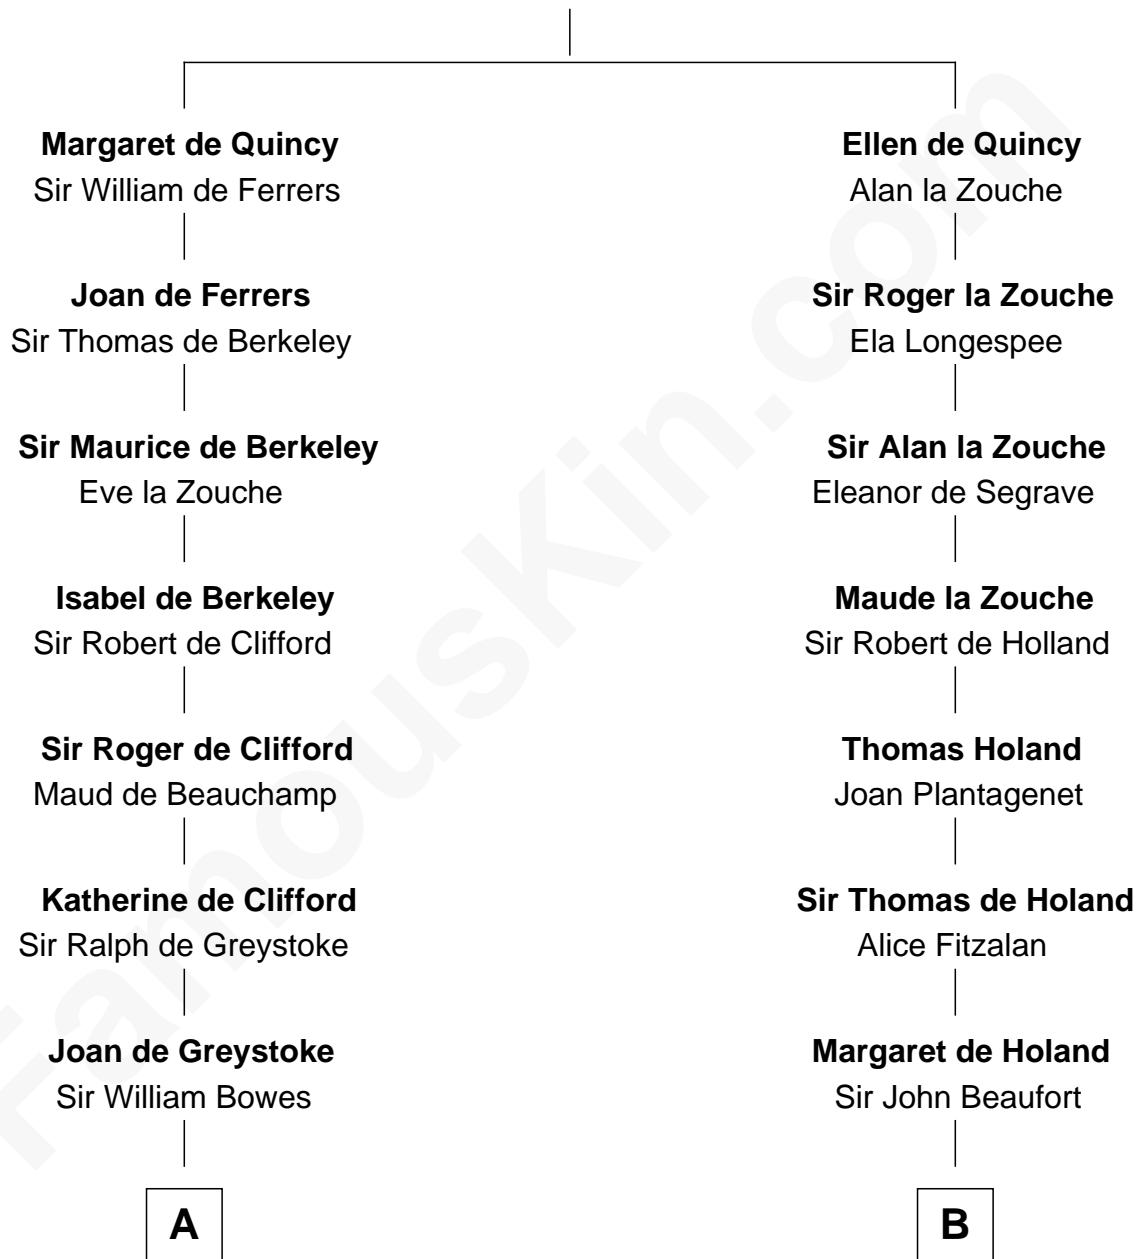 Margaret de Quincy
Sir William de Ferrers
Ellen de Quincy
Alan la Zouche
Joan de Ferrers
Sir Thomas de Berkeley
Sir Roger la Zouche
Ela Longespee
Sir Maurice de Berkeley
Eve la Zouche
Sir Alan la Zouche
Eleanor de Segrave
Isabel de Berkeley
Sir Robert de Clifford
Maude la Zouche
Sir Robert de Holland
Sir Roger de Clifford
Maud de Beauchamp
Thomas Holand
Joan Plantagenet
Katherine de Clifford
Sir Ralph de Greystoke
Sir Thomas de Holand
Alice Fitzalan
Joan de Greystoke
Sir William Bowes
Margaret de Holand
Sir John Beaufort
A
B
FamousKin.com